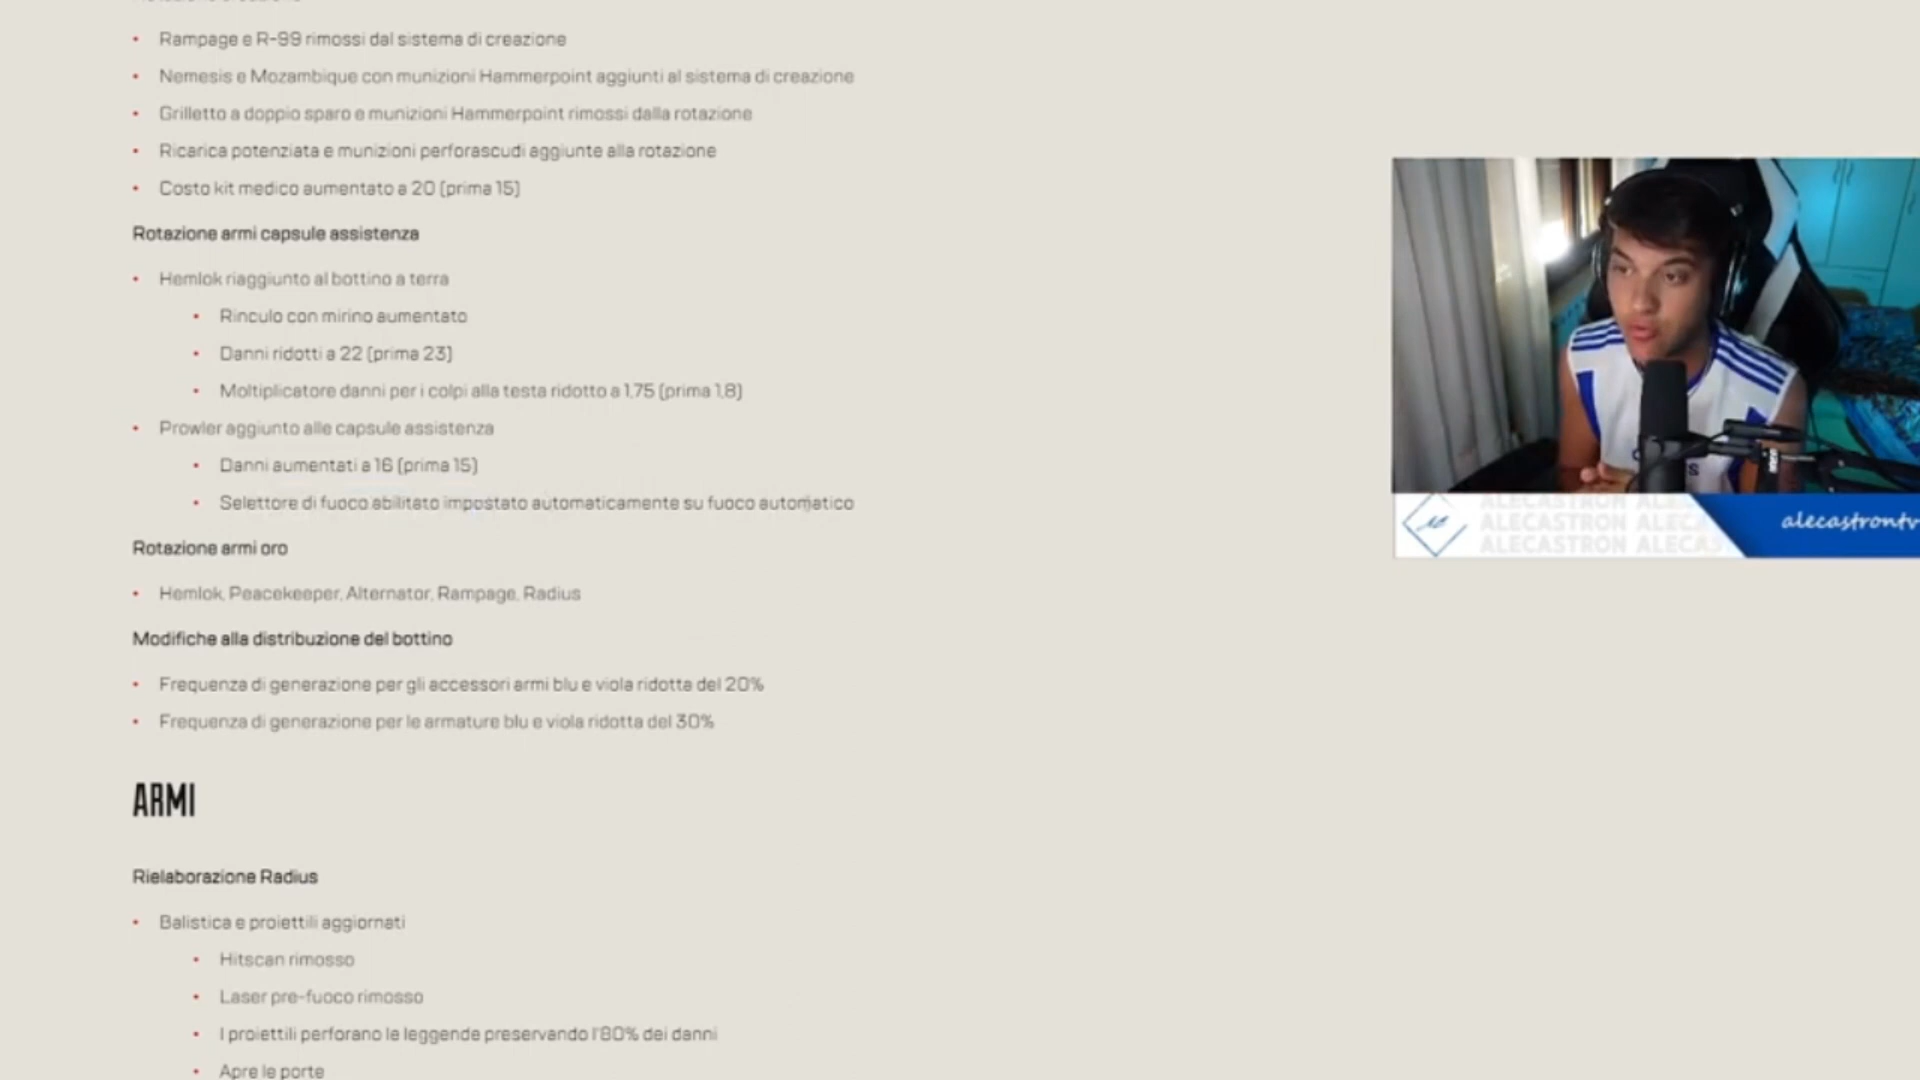 Rampage e R-99 rimossi dal sistema di creazione
Nemesis e Mozambique con munizioni Hammerpoint aggiunti al sistema di creazione
Grilletto a doppio sparo e munizioni Hammerpoint rimossi dalla rotazione
Ricarica potenziata e munizioni perforascudi aggiunte alla rotazione
Costo kit medico aumentato a 20 (prima 15)
Rotazione armi capsule assistenza
Hemlok riaggiunto al bottino a terra
Rinculo con mirino aumentato
Danni ridotti a 22 (prima 23)
Moltiplicatore danni per i colpi alla testa ridotto a 1,75 (prima 1,8)
Prowler aggiunto alle capsule assistenza
Danni aumentati a 16 (prima 15)
Selettore di fuoco abilitato impostato automaticamente su fuoco automatico
Rotazione armi oro
Hemlok, Peacekeeper, Alternator, Rampage, Radius
Modifiche alla distribuzione del bottino
Frequenza di generazione per gli accessori armi blu e viola ridotta del 20%
Frequenza di generazione per le armature blu e viola ridotta del 30%
ARMI
Rielaborazione Radius
Balistica e proiettili aggiornati
Hitscan rimosso
Laser pre-fuoco rimosso
I proiettili perforano le leggende preservando l'80% dei danni
Apre le porte
ALECASTRON ALECA
ALECASTRON ALECA
ALECASTRON ALECAS
alecastrontv